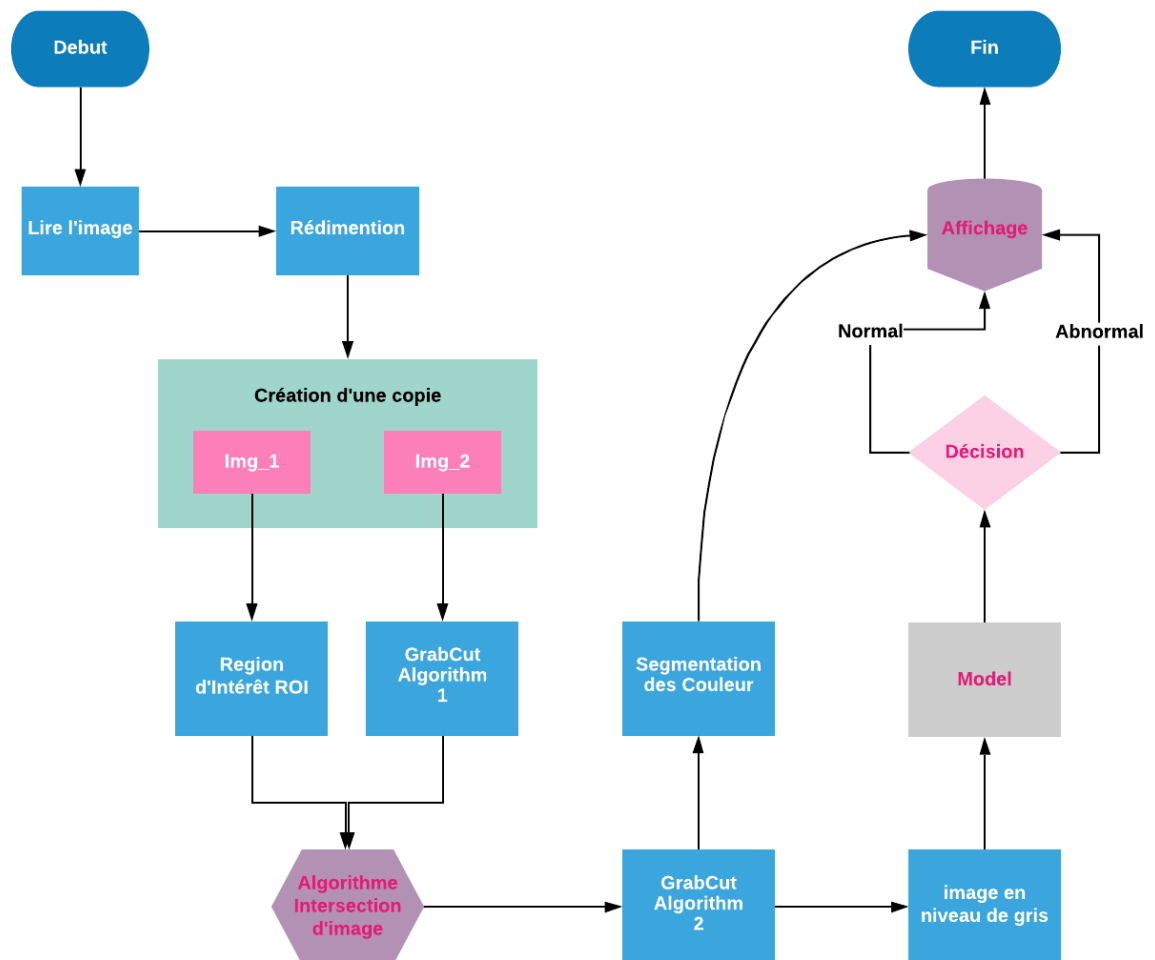 Debut
Lire l'image
Rédimention
Création d'une copie
Img_1
Img_2
Region
d'Intérêt ROI
GrabCut
Algorithm
1
Algorithme
Intersection
d'image
GrabCut
Algorithm
2
Segmentation
des Couleur
image en
niveau de gris
Model
Décision
Normal
Abnormal
Affichage
Fin